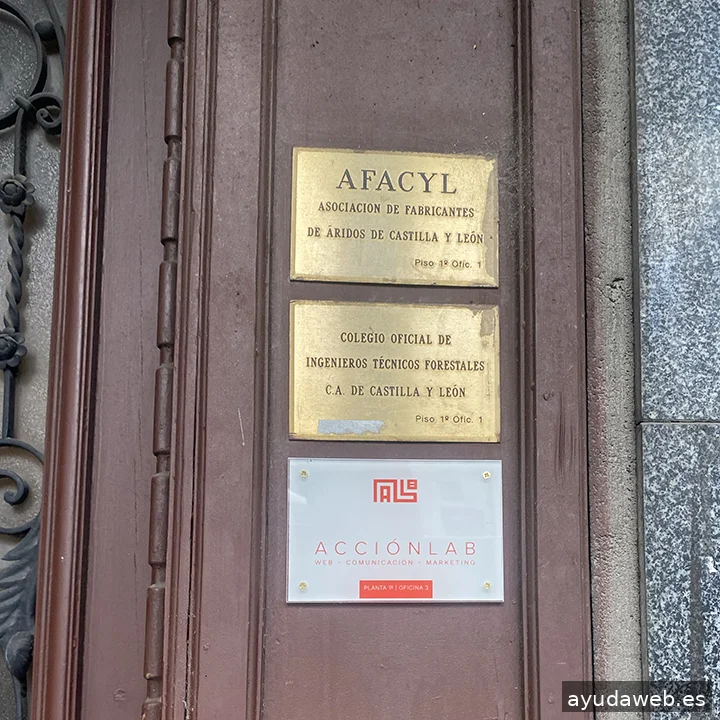 AFACYL
ASOCIACION DE FABRICANTES
DE ÁRIDOS DE CASTILLA Y LEÓN
Piso 1º Ofic. 1
COLEGIO OFICIAL DE
INGENIEROS TÉCNICOS FORESTALES
C.A. DE CASTILLA Y LEÓN
Piso 1º Ofic. 1
ALB
ACCIÓNLAB
WEB - COMUNICACION - MARKETING
PLANTA 1ª | OFICINA 3
ayudaweb.es